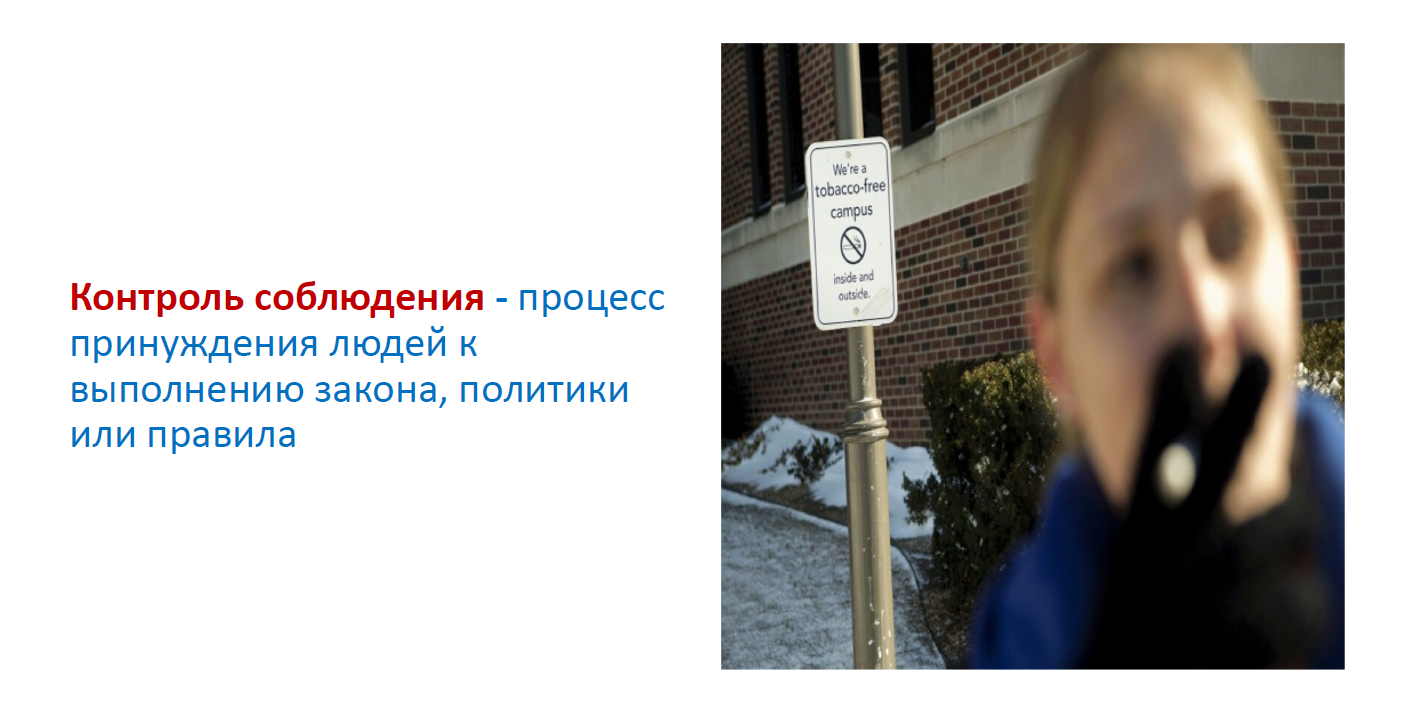 Контроль соблюдения - процесс
принуждения людей к
выполнению закона, политики
или правила
We're a
tobacco-free
campus
inside and
outside.